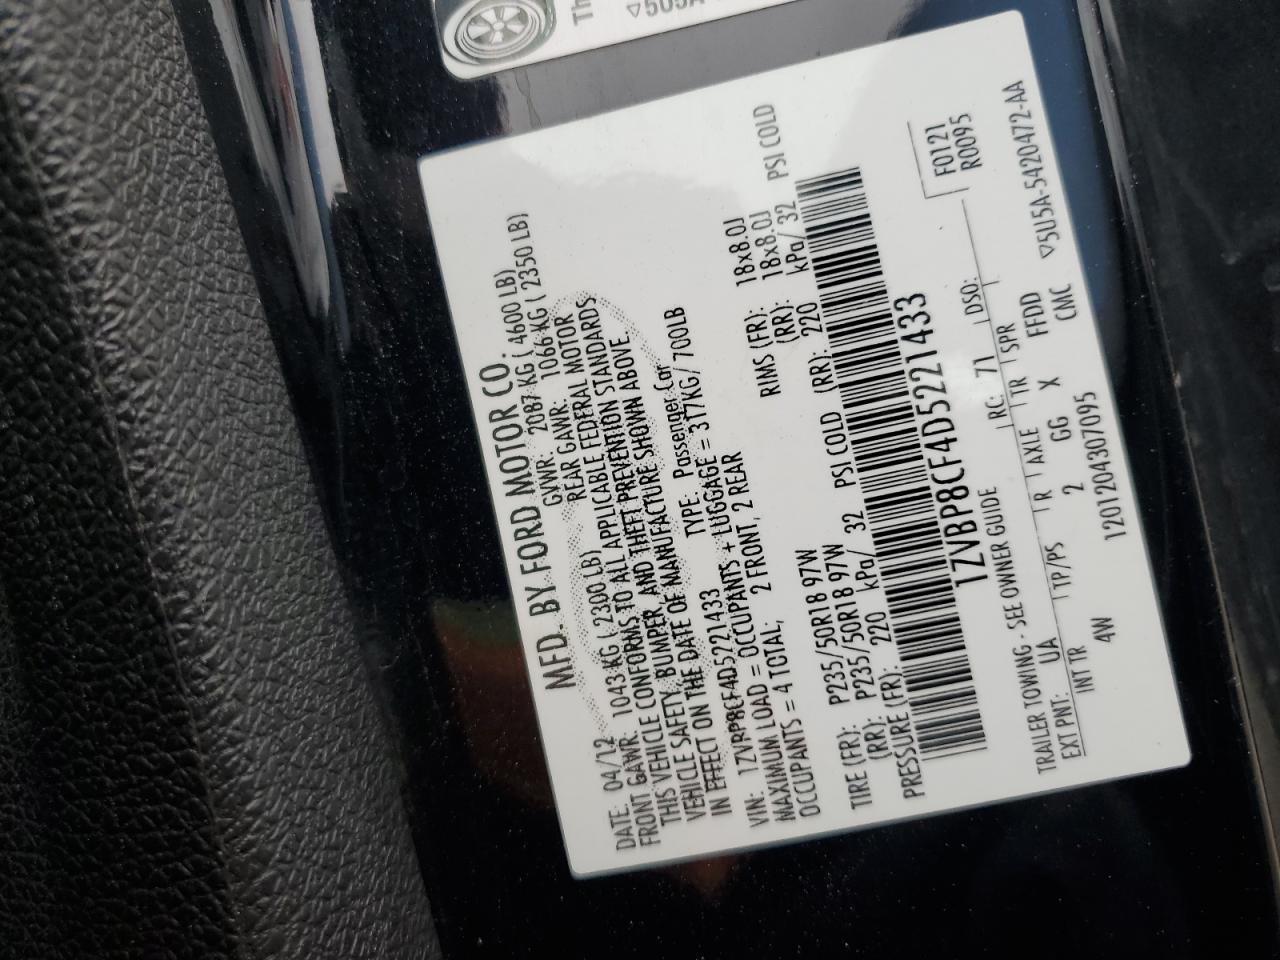 Th
▽5U5A
MFD. BY FORD MOTOR CO.
DATE: 04/12 GVWR: 2087 KG ( 4600 LB)
FRONT GAWR: 1043 KG ( 2300 LB) REAR GAWR: 1066 KG ( 2350 LB)
THIS VEHICLE CONFORMS TO ALL APPLICABLE FEDERAL MOTOR
VEHICLE SAFETY, BUMPER, AND THEFT PREVENTION STANDARDS
IN EFFECT ON THE DATE OF MANUFACTURE SHOWN ABOVE.
VIN: 1ZVBP8CF4D5221433 TYPE: Passenger Car
MAXIMUM LOAD = OCCUPANTS + LUGGAGE = 317KG/ 700LB
OCCUPANTS = 4 TOTAL, 2 FRONT, 2 REAR
TIRE (FR): P235/50R18 97W RIMS (FR): 18x8.0J
(RR): P235/50R18 97W (RR): 18x8.0J
PRESSURE (FR): 220 kPa/ 32 PSI COLD (RR): 220 kPa/ 32 PSI COLD
1ZVBP8CF4D5221433
F0121
R0095
TRAILER TOWING - SEE OWNER GUIDE
EXT PNT: UA RC: 71 DSO:
INT TR TP/PS R AXLE TR SPR
4W 2 GG X FFDD
CMC
120120430​7095
▽5U5A-5420472-AA